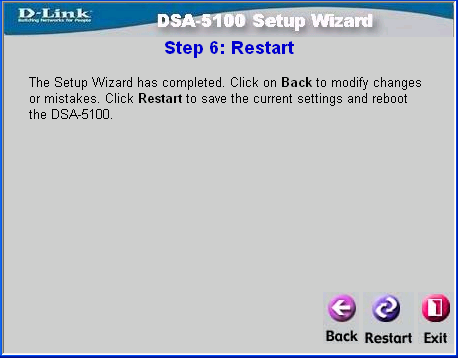 D-Link
Building Networks for People
DSA-5100 Setup Wizard
Step 6: Restart
The Setup Wizard has completed. Click on Back to modify changes
or mistakes. Click Restart to save the current settings and reboot
the DSA-5100.
Back Restart Exit